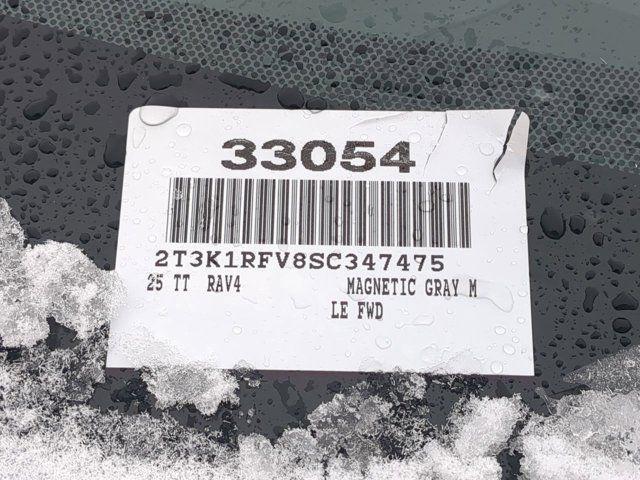 33054
2T3K1RFV8SC347475
25 TT RAV4 MAGNETIC GRAY M
LE FWD